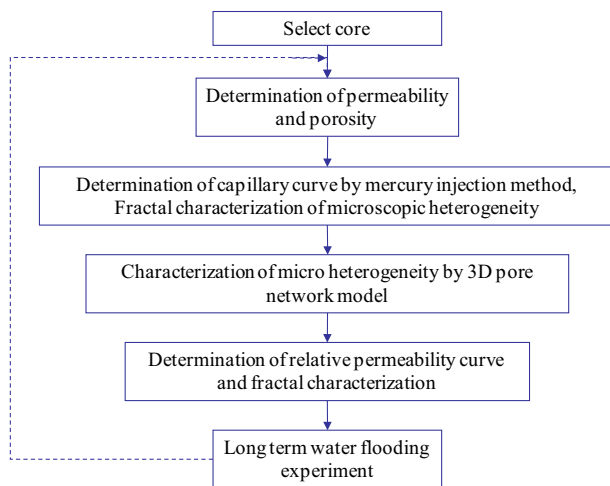 Select core
Determination of permeability
and porosity
Determination of capillary curve by mercury injection method,
Fractal characterization of microscopic heterogeneity
Characterization of micro heterogeneity by 3D pore
network model
Determination of relative permeability curve
and fractal characterization
Long term water flooding
experiment